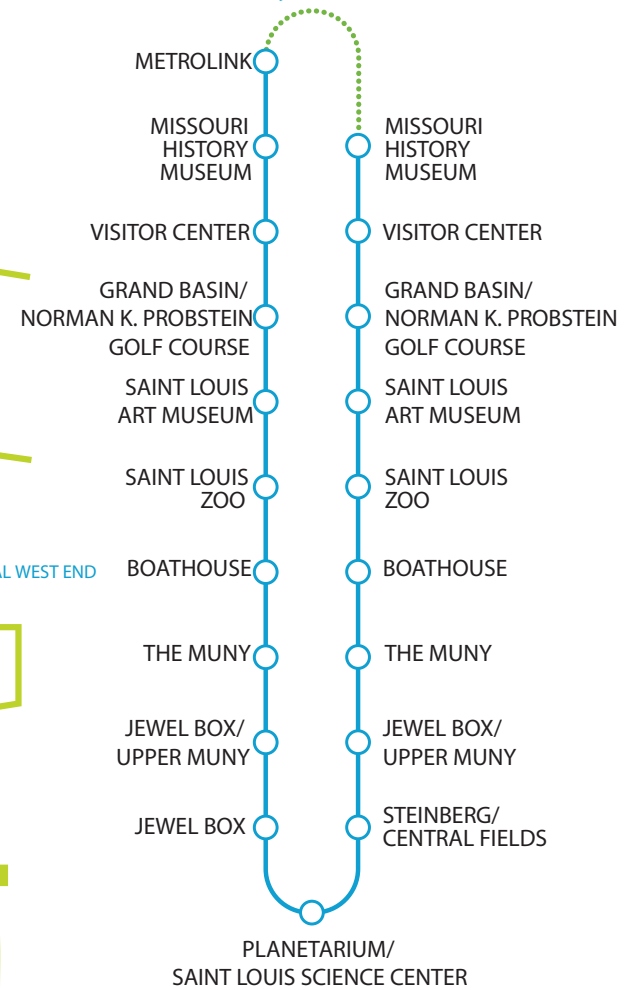 METROLINK
MISSOURI
HISTORY
MUSEUM
VISITOR CENTER
GRAND BASIN/
NORMAN K. PROBSTEIN
GOLF COURSE
SAINT LOUIS
ART MUSEUM
SAINT LOUIS
ZOO
WEST END
BOATHOUSE
THE MUNY
JEWEL BOX/
UPPER MUNY
JEWEL BOX
MISSOURI
HISTORY
MUSEUM
VISITOR CENTER
GRAND BASIN/
NORMAN K. PROBSTEIN
GOLF COURSE
SAINT LOUIS
ART MUSEUM
SAINT LOUIS
ZOO
BOATHOUSE
THE MUNY
JEWEL BOX/
UPPER MUNY
STEINBERG/
CENTRAL FIELDS
PLANETARIUM/
SAINT LOUIS SCIENCE CENTER